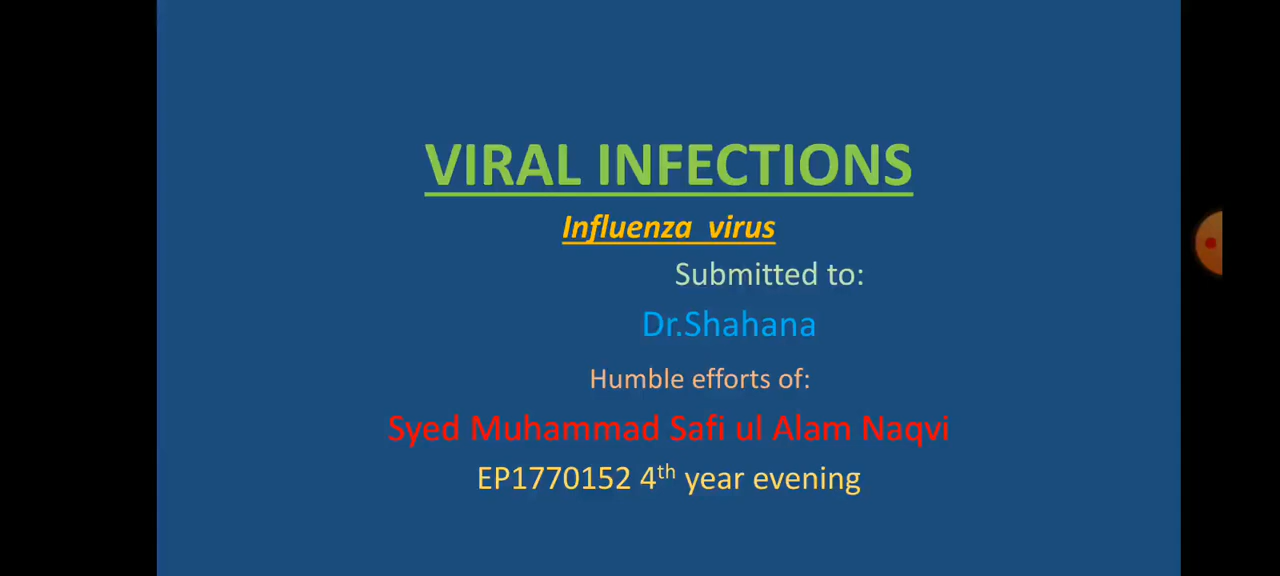 VIRAL INFECTIONS
Influenza virus
Submitted to:
Dr.Shahana
Humble efforts of:
Syed Muhammad Safi ul Alam Naqvi
EP1770152 4th year evening